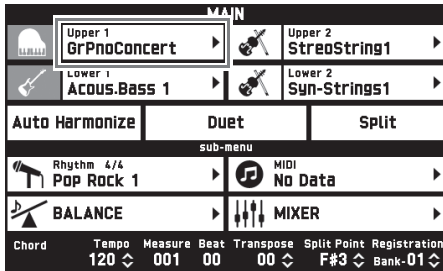 MAIN
Upper 1
GrPnoConcert
Upper 2
StreoString1
Lower 1
Acous.Bass 1
Lower 2
Syn-Strings1
Auto Harmonize
Duet
Split
sub-menu
Rhythm 4/4
Pop Rock 1
MIDI
No Data
BALANCE
MIXER
Chord Tempo Measure Beat Transpose Split Point Registration
120 001 00 00 F#3 Bank-01